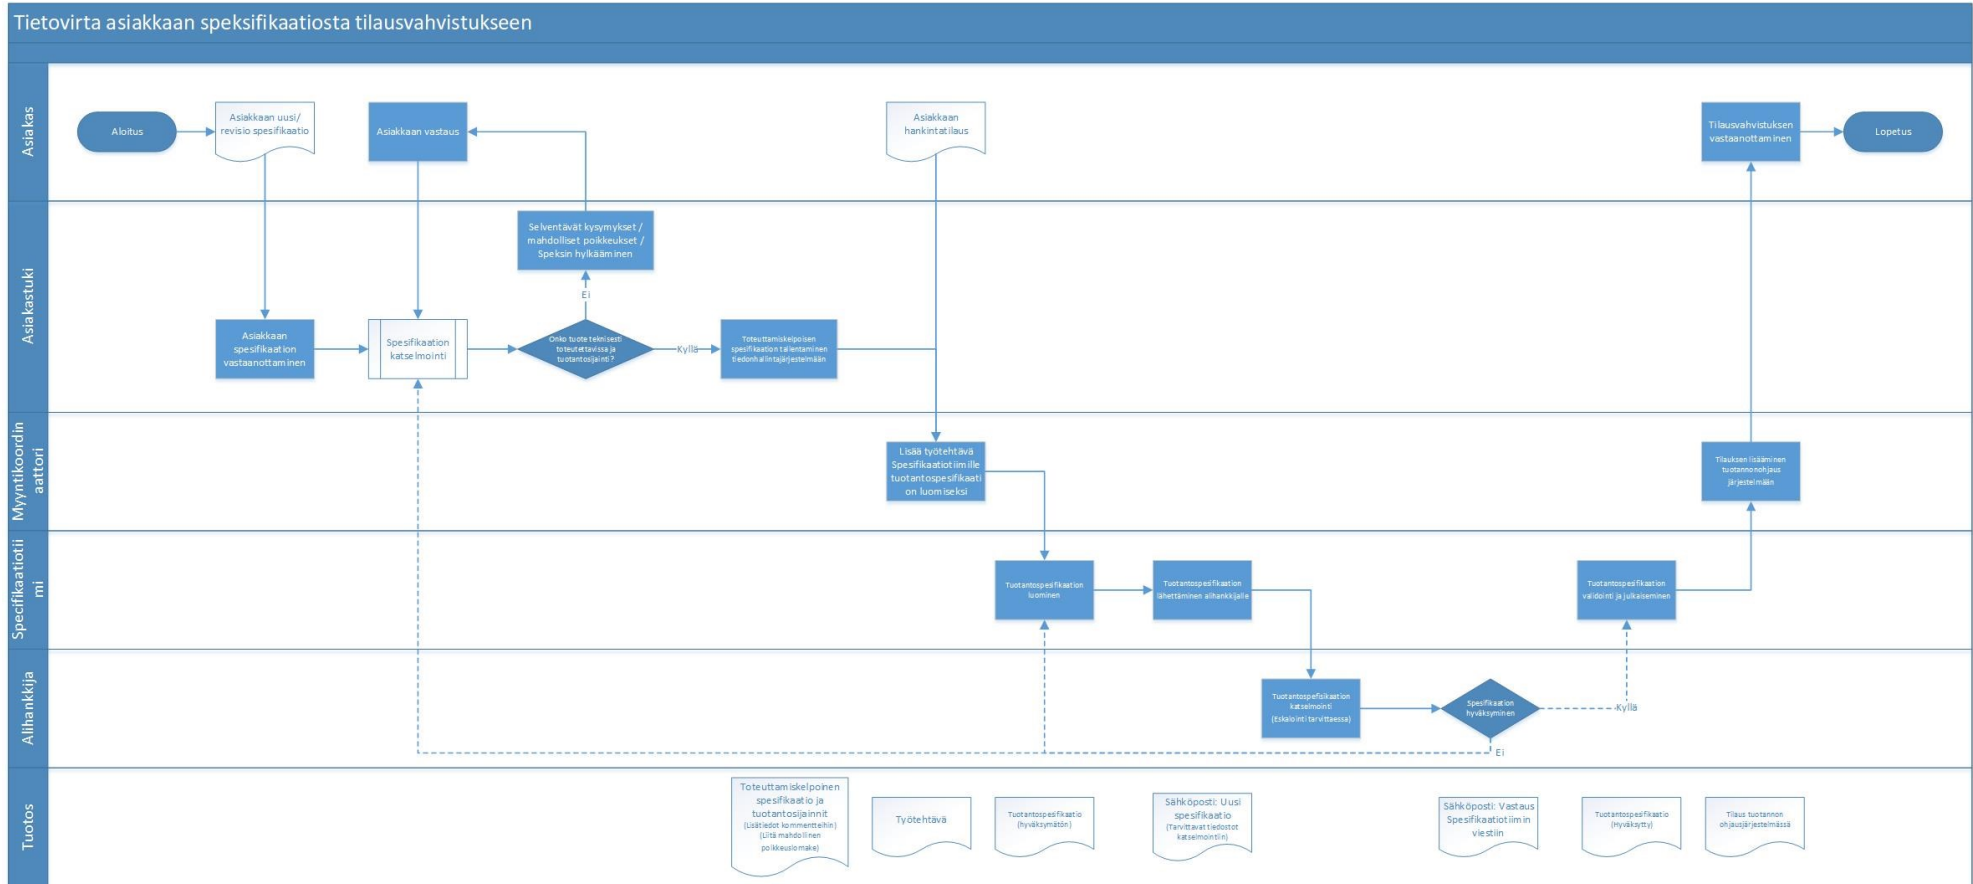 Tietovirta asiakkaan speksifikaatiosta tilausvahvistukseen
Asiakas
Aloitus
Asiakkaan uusi/
revisio spesifikaatio
Asiakkaan vastaus
Asiakkaan
hankintatilaus
Tilausvahvistuksen
vastaanottaminen
Lopetus
Asiakastuki
Selventävät kysymykset /
mahdolliset poikkeukset /
Speksin hylkääminen
Ei
Asiakkaan
spesifikaation
vastaanottaminen
Spesifikaation
katselmointi
Onko tuote teknisesti
toteutettavissa ja
tuotantosijainti?
Kyllä
Toteuttamiskelpoisen
spesifikaation tallentaminen
tiedonhallintajärjestelmään
Myyntikoordin
aattori
Lisää työtehtävä
Spesifikaatiotiimille
tuotantospesifikaati
on luomiseksi
Tilauksen lisääminen
tuotannonohjaus
järjestelmään
Specifikaatiotii
mi
Tuotantospesifikaation
luominen
Tuotantospesifikaation
lähettäminen alihankkijalle
Tuotantospesifikaation
validointi ja julkaiseminen
Alihankkija
Tuotantospefisikaation
katselmointi
(Eskalointi tarvittaessa)
Spesifikaation
hyväksyminen
Kyllä
Ei
Tuotos
Toteuttamiskelpoinen
spesifikaatio ja
tuotantosijainnit
(Lisätiedot kommentteihin)
(Liitä mahdollinen
poikkeuslomake)
Työtehtävä
Tuotantospesifikaatio
(hyväksymätön)
Sähköposti: Uusi
spesifikaatio
(Tarvittavat tiedostot
katselmointiin)
Sähköposti: Vastaus
Spesifikaatiotiimin
viestiin
Tuotantospesifikaatio
(Hyväksytty)
Tilaus tuotannon
ohjausjärjestelmässä